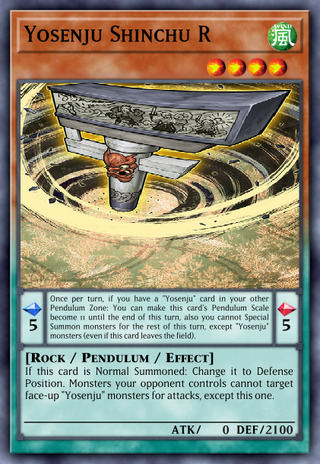 Yosenju Shinchu R
WIND
風
Once per turn, if you have a "Yosenju" card in your other
Pendulum Zone: You can make this card's Pendulum Scale
become 11 until the end of this turn, also you cannot Special
Summon monsters for the rest of this turn, except "Yosenju"
monsters (even if this card leaves the field).
5
5
[Rock / Pendulum / Effect]
If this card is Normal Summoned: Change it to Defense
Position. Monsters your opponent controls cannot target
face-up "Yosenju" monsters for attacks, except this one.
ATK/ 0 DEF/2100